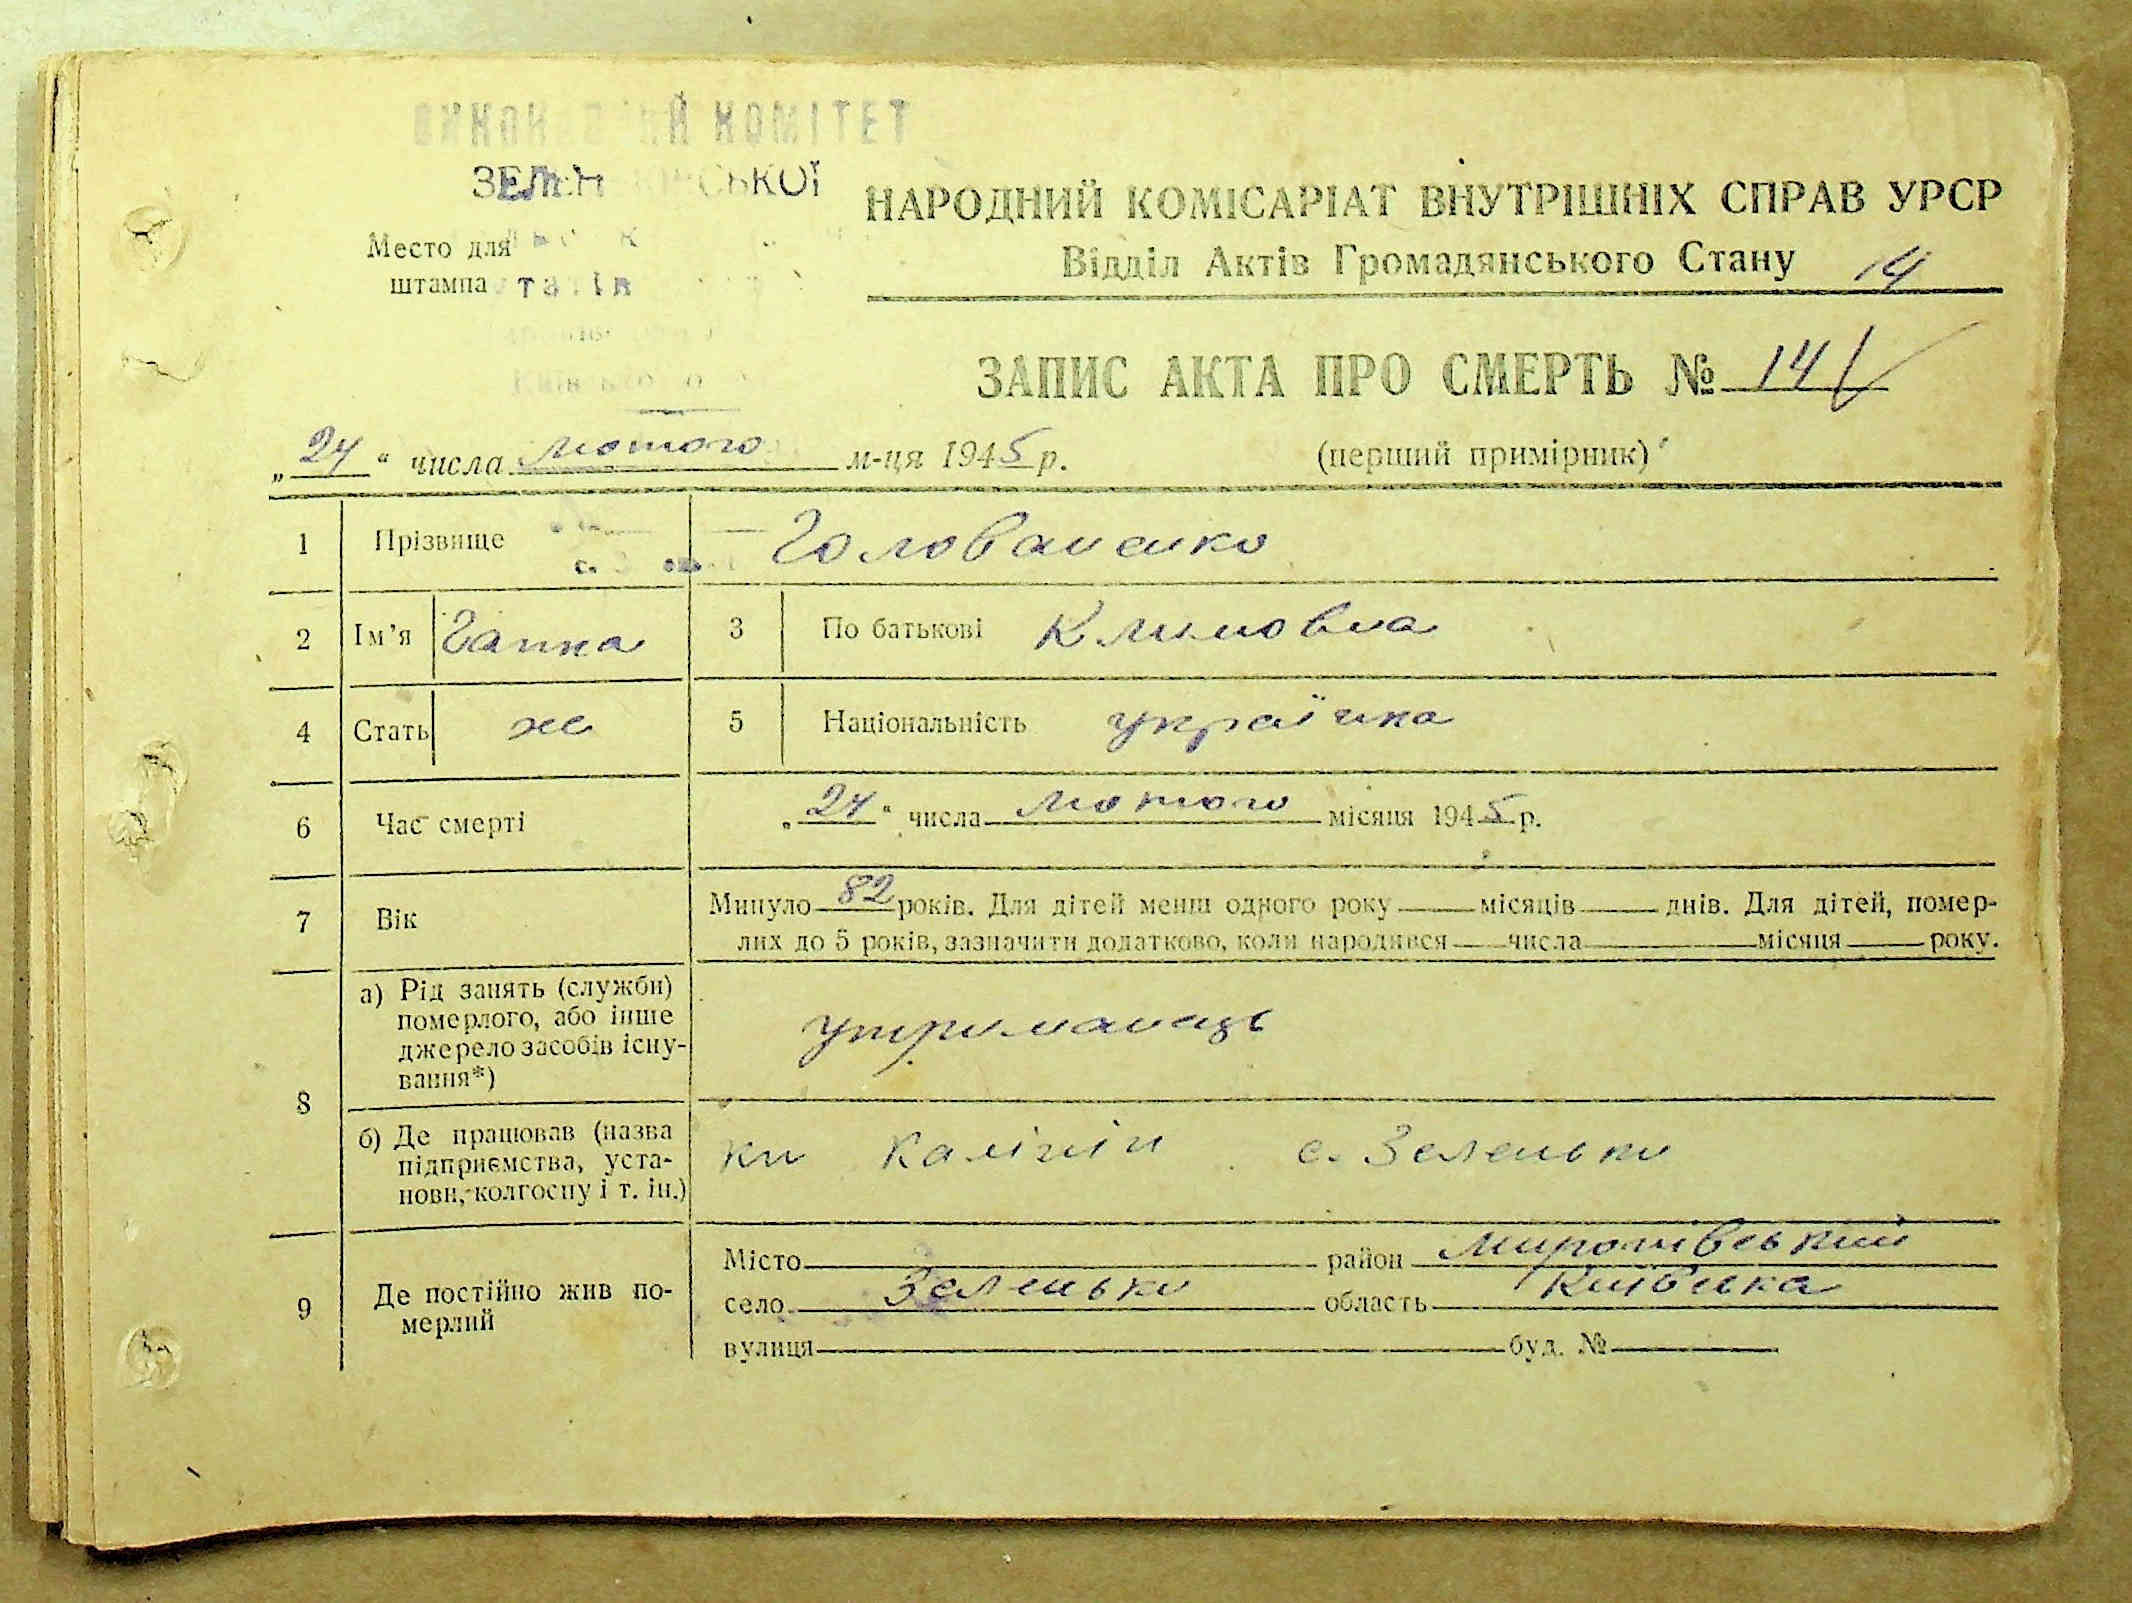 КОМІТЕТ
НАРОДНИЙ КОМІСАРІАТ ВНУТРІШНІХ СПРАВ УРСР
Место для
Відділ Актів Громадянського Стану 14
штампа
ЗАПИС АКТА ПРО СМЕРТЬ № 14
„24“ числа лютого м-ця 1945 р. (перший примірник)
1 Прізвище Голованенко
2 Ім’я Гапка 3 По батькові Климовна
4 Стать ж 5 Національність українка
6 Час смерті „24“ числа лютого місяця 1945 р.
7 Вік Минуло 82 років. Для дітей менш одного року місяців днів. Для дітей, помер-
лих до 5 років, зазначити додатково, коли народився числа місяця року.
8 а) Рід занять (служби)
померлого, або інше
джерело засобів існу-
вання*)
утриманець
б) Де працював (назва
підприємства, уста-
нови, колгоспу і т. ін.)
Калінін с. Зеленьки
9 Де постійно жив по-
мерлий
Місто район Миронівський
село Зеленьки область Київська
вулиця буд. №